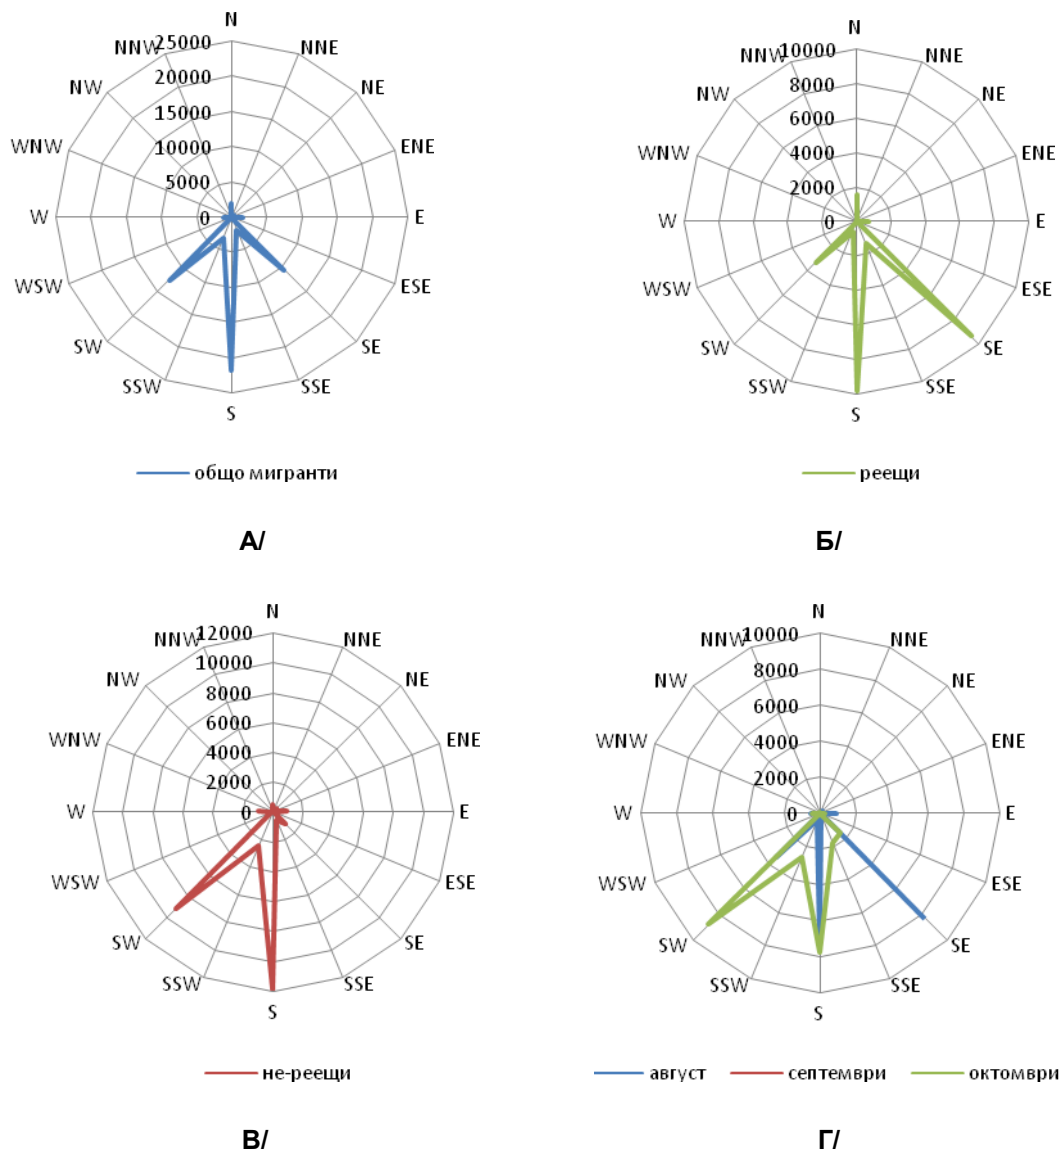 N
NNE
NE
ENE
E
ESE
SE
SSE
S
SSW
SW
WSW
W
WNW
NW
NNW
25000
20000
15000
10000
5000
0
общо мигранти
А/
N
NNE
NE
ENE
E
ESE
SE
SSE
S
SSW
SW
WSW
W
WNW
NW
NNW
10000
8000
6000
4000
2000
0
реещи
Б/
N
NNE
NE
ENE
E
ESE
SE
SSE
S
SSW
SW
WSW
W
WNW
NW
NNW
12000
10000
8000
6000
4000
2000
0
не-реещи
В/
N
NNE
NE
ENE
E
ESE
SE
SSE
S
SSW
SW
WSW
W
WNW
NW
NNW
10000
8000
6000
4000
2000
0
август септември октомври
Г/